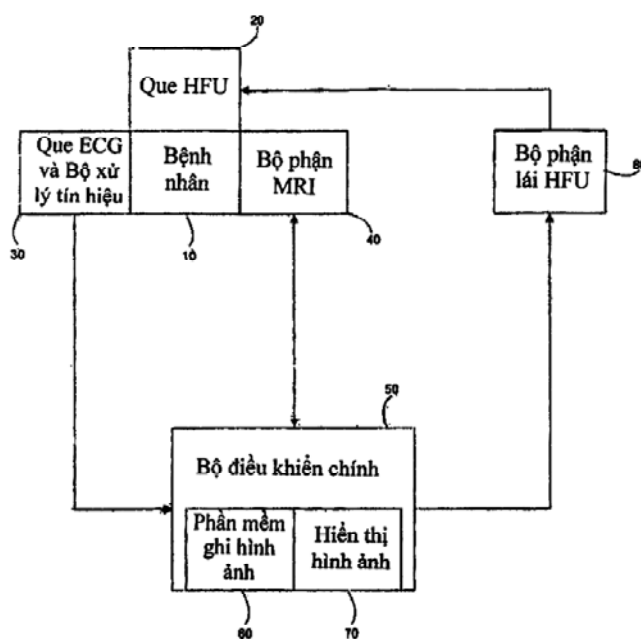 20
Que HFU
Que ECG
và Bộ xử
lý tín hiệu
Bệnh
nhân
Bộ phận
MRI
Bộ phận
lái HFU
30
10
40
50
Bộ điều khiển chính
Phần mềm
ghi hình
ảnh
Hiển thị
hình ảnh
60
70